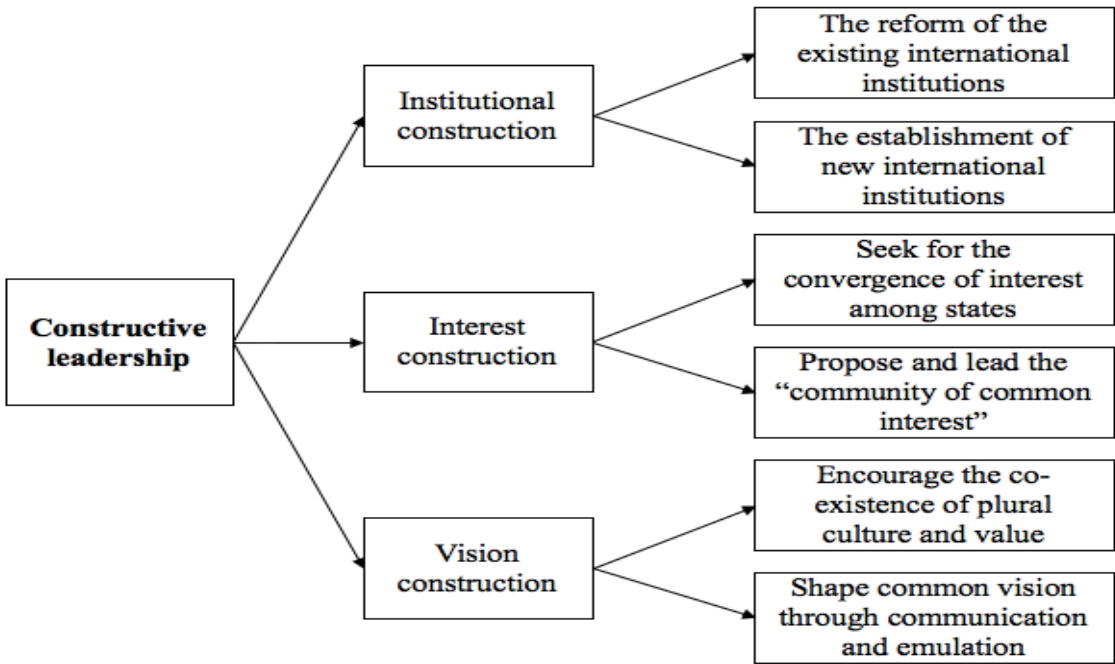 The reform of the
existing international
institutions
Institutional
construction
The establishment of
new international
institutions
Seek for the
convergence of interest
among states
Constructive
leadership
Interest
construction
Propose and lead the
“community of common
interest”
Encourage the co-
existence of plural
culture and value
Vision
construction
Shape common vision
through communication
and emulation